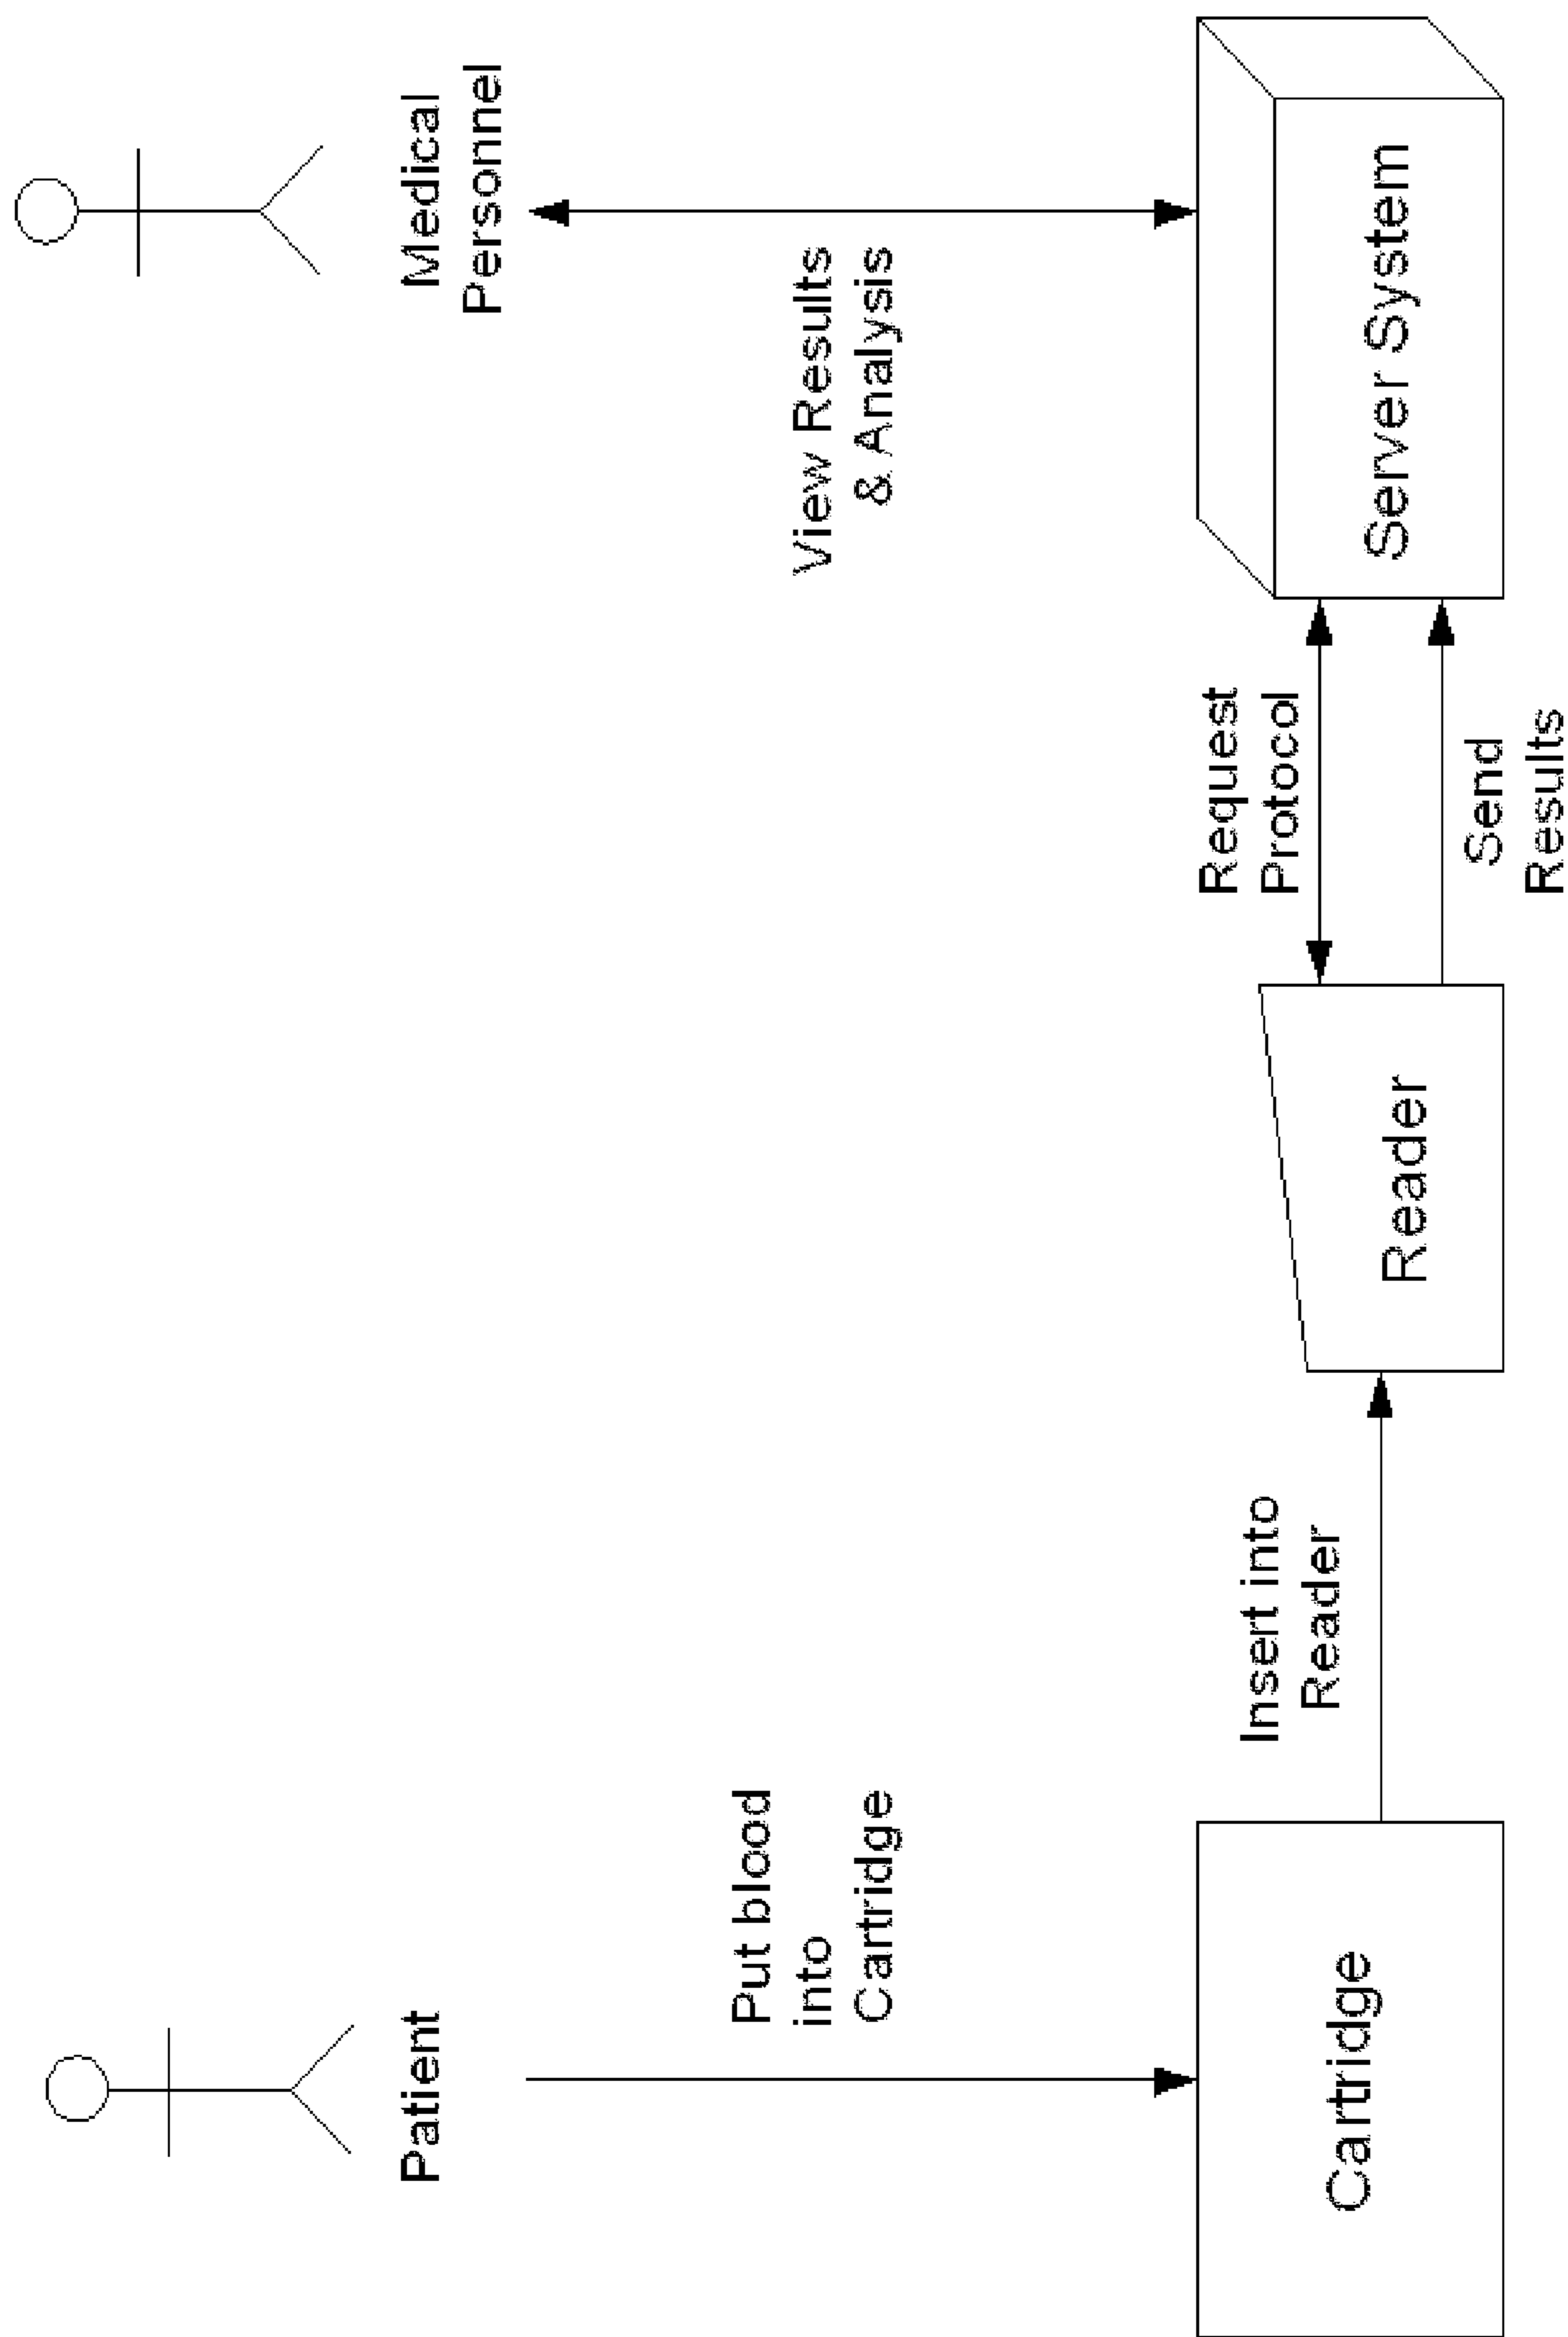 Patient
Medical
Personnel
Put blood
into
Cartridge
View Results
& Analysis
Cartridge
Insert into
Reader
Reader
Request
Protocol
Send
Results
Server System